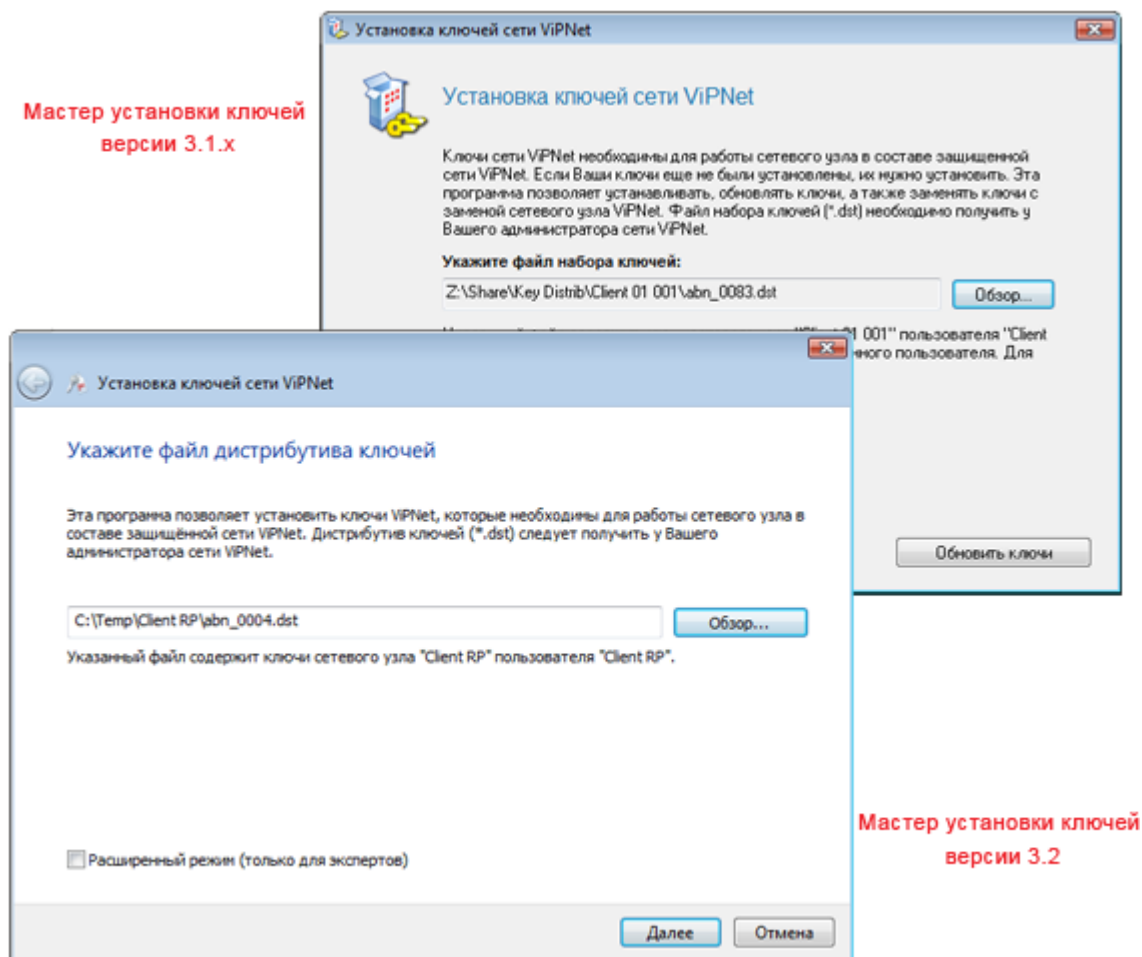 Установка ключей сети ViPNet
Мастер установки ключей
версии 3.1.x
Установка ключей сети ViPNet
Ключи сети ViPNet необходимы для работы сетевого узла в составе защищенной
сети ViPNet. Если Ваши ключи еще не были установлены, их нужно установить. Эта
программа позволяет устанавливать, обновлять ключи, а также заменять ключи с
заменой сетевого узла ViPNet. Файл набора ключей (*.dst) необходимо получить у
Вашего администратора сети ViPNet.
Укажите файл набора ключей:
Z:\Share\Key Distrib\Client 01 001\abn_0083.dst
Обзор...
01 001" пользователя "Client
пользователя. Для
Обновить ключи
Установка ключей сети ViPNet
Укажите файл дистрибутива ключей
Эта программа позволяет установить ключи ViPNet, которые необходимы для работы сетевого узла в
составе защищённой сети ViPNet. Дистрибутив ключей (*.dst) следует получить у Вашего
администратора сети ViPNet.
C:\Temp\Client RP\abn_0004.dst
Обзор...
Указанный файл содержит ключи сетевого узла "Client RP" пользователя "Client RP".
Расширенный режим (только для экспертов)
Далее
Отмена
Мастер установки ключей
версии 3.2